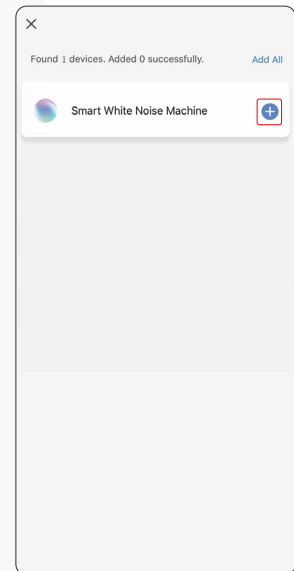 Found 1 devices. Added 0 successfully. Add All
Smart White Noise Machine